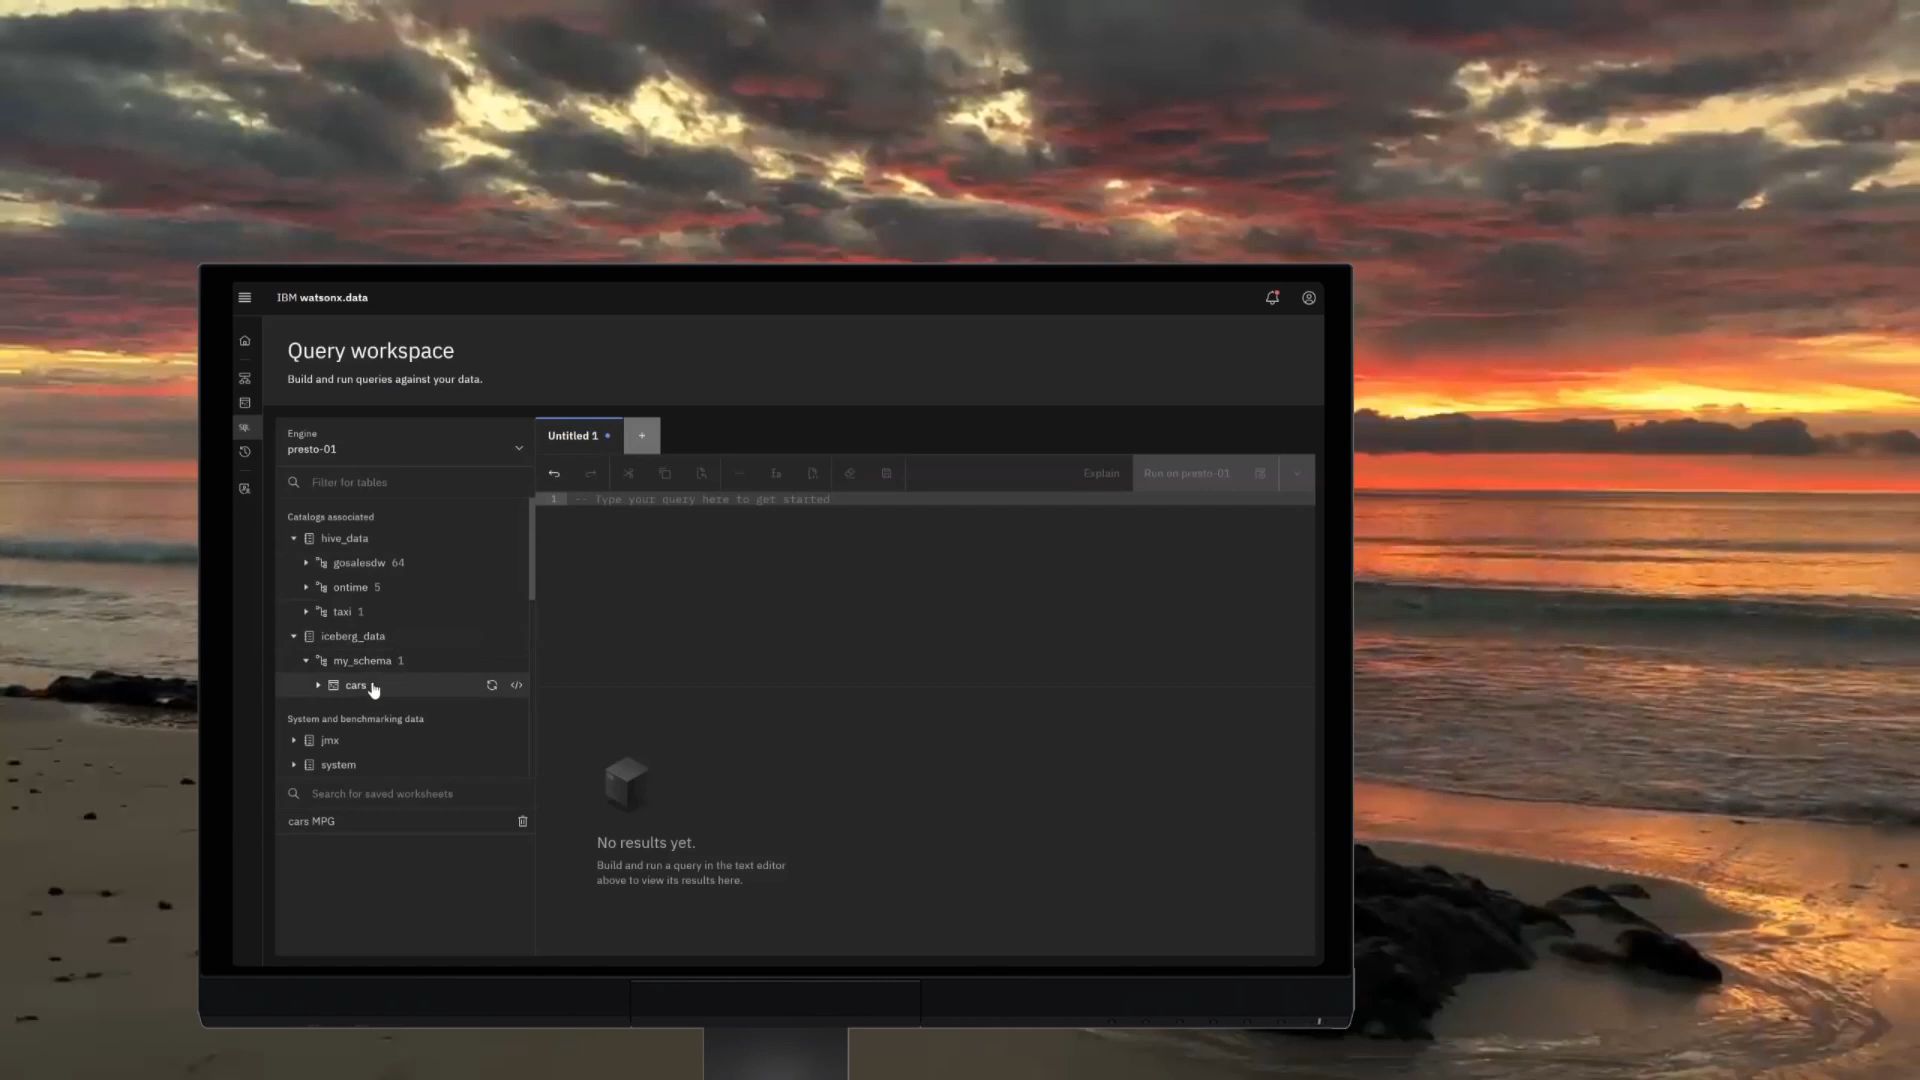 IBM watsonx.data
Query workspace
Build and run queries against your data.
Engine
presto-01
Untitled 1
+
Filter for tables
Explain
Run on presto-01
1 -- Type your query here to get started
Catalogs associated
hive_data
gosalesdw 64
ontime 5
taxi 1
iceberg_data
my_schema 1
cars
System and benchmarking data
jmx
system
Search for saved worksheets
cars MPG
No results yet.
Build and run a query in the text editor
above to view its results here.
SQL